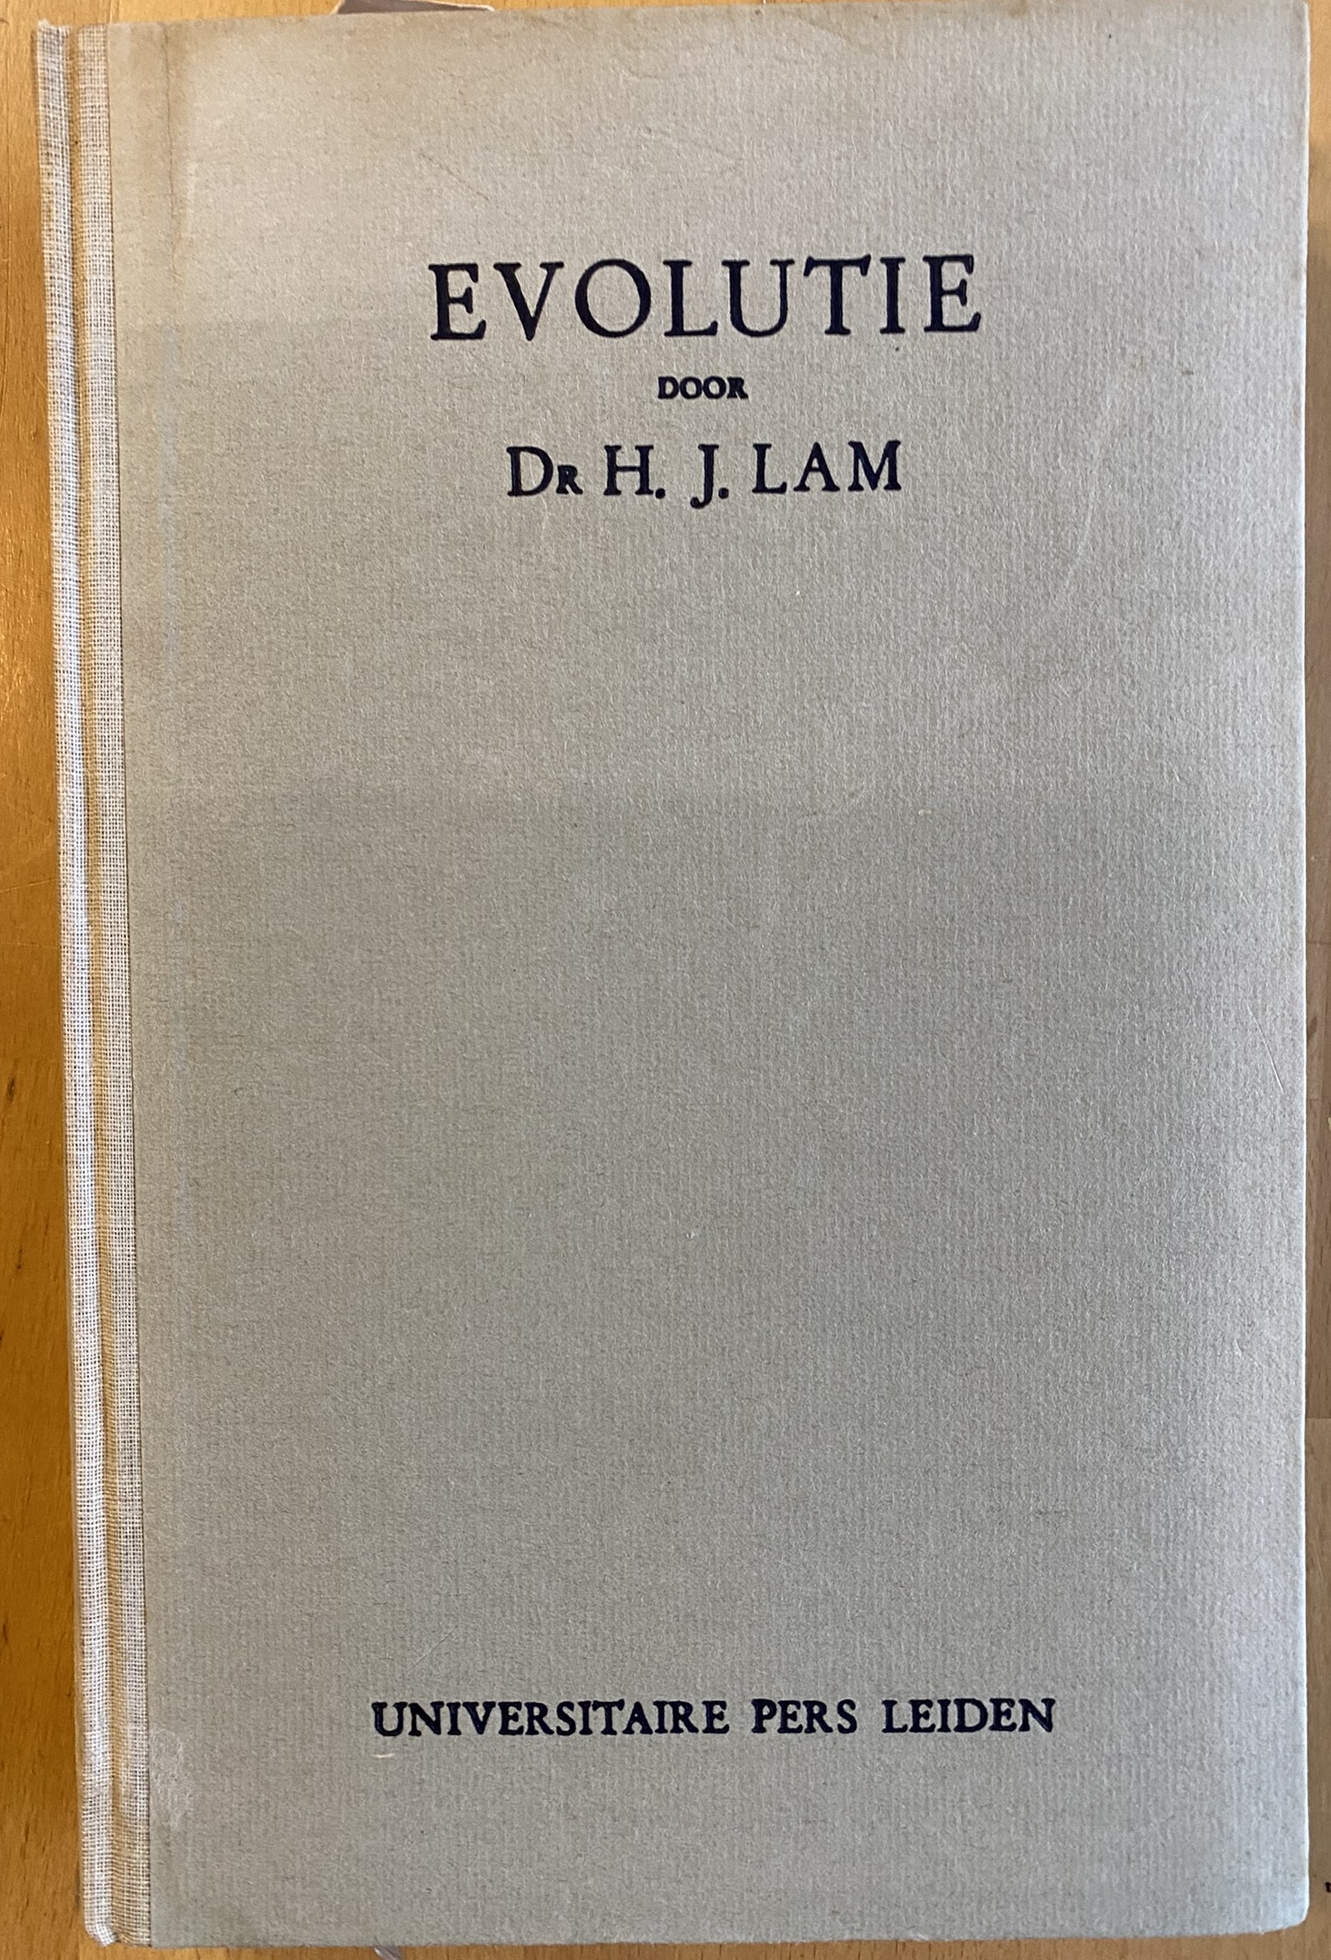 EVOLUTIE
DOOR
DR H. J. LAM
UNIVERSITAIRE PERS LEIDEN